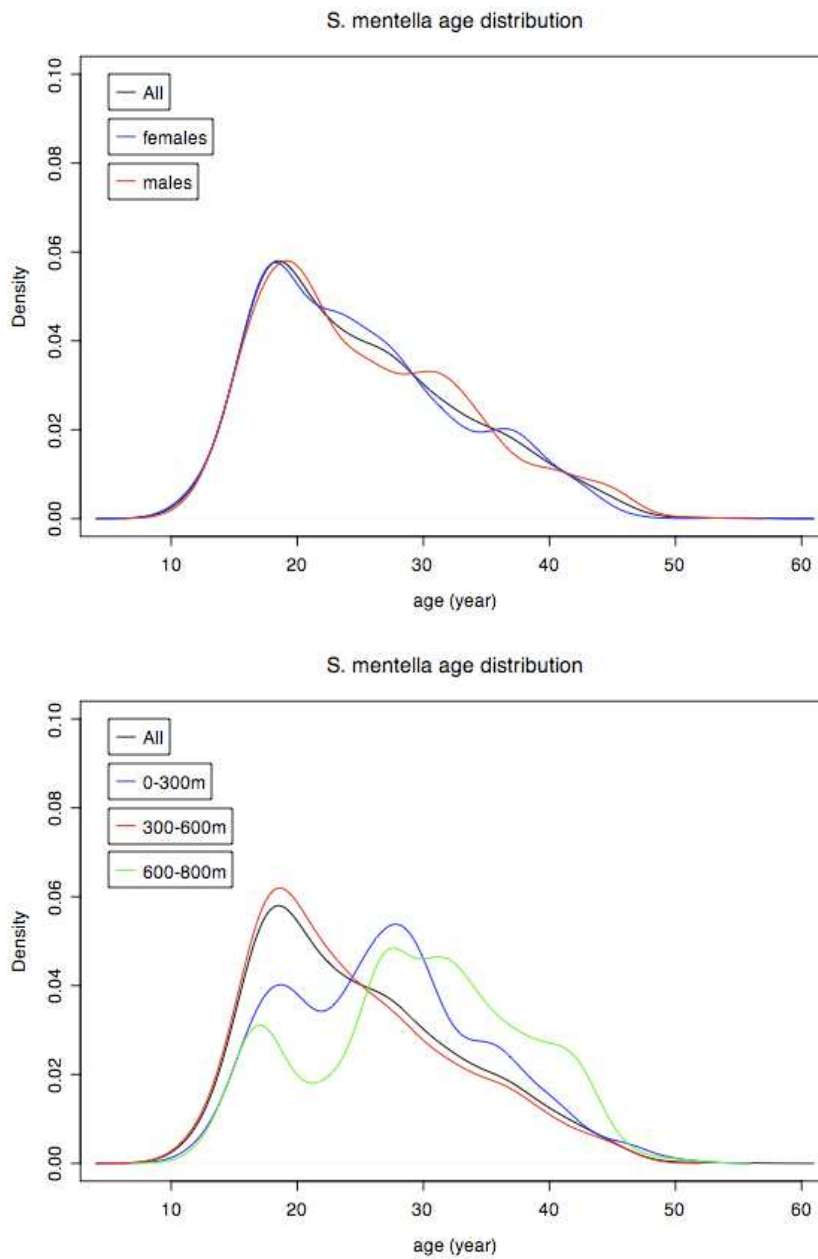 S. mentella age distribution
0.10
All
females
0.08
males
0.06
Density
0.04
0.02
0.00
10 20 30 40 50 60
age (year)
S. mentella age distribution
0.10
All
0-300m
0.08
300-600m
600-800m
0.06
Density
0.04
0.02
0.00
10 20 30 40 50 60
age (year)